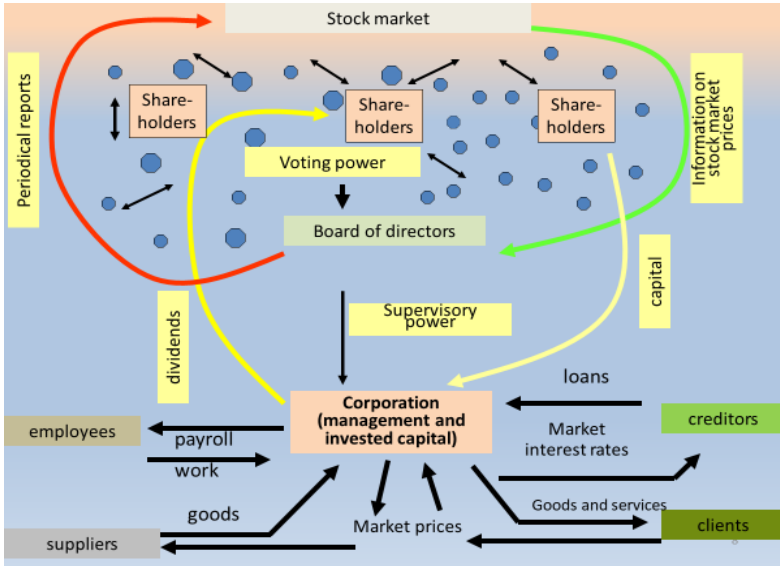 Stock market
Periodical reports
Share-
holders
Share-
holders
Share-
holders
Information on
stock market
prices
Voting power
Board of directors
capital
dividends
Supervisory
power
loans
Corporation
(management and
invested capital)
creditors
employees
payroll
Market
interest rates
work
goods
Goods and services
Market prices
clients
suppliers